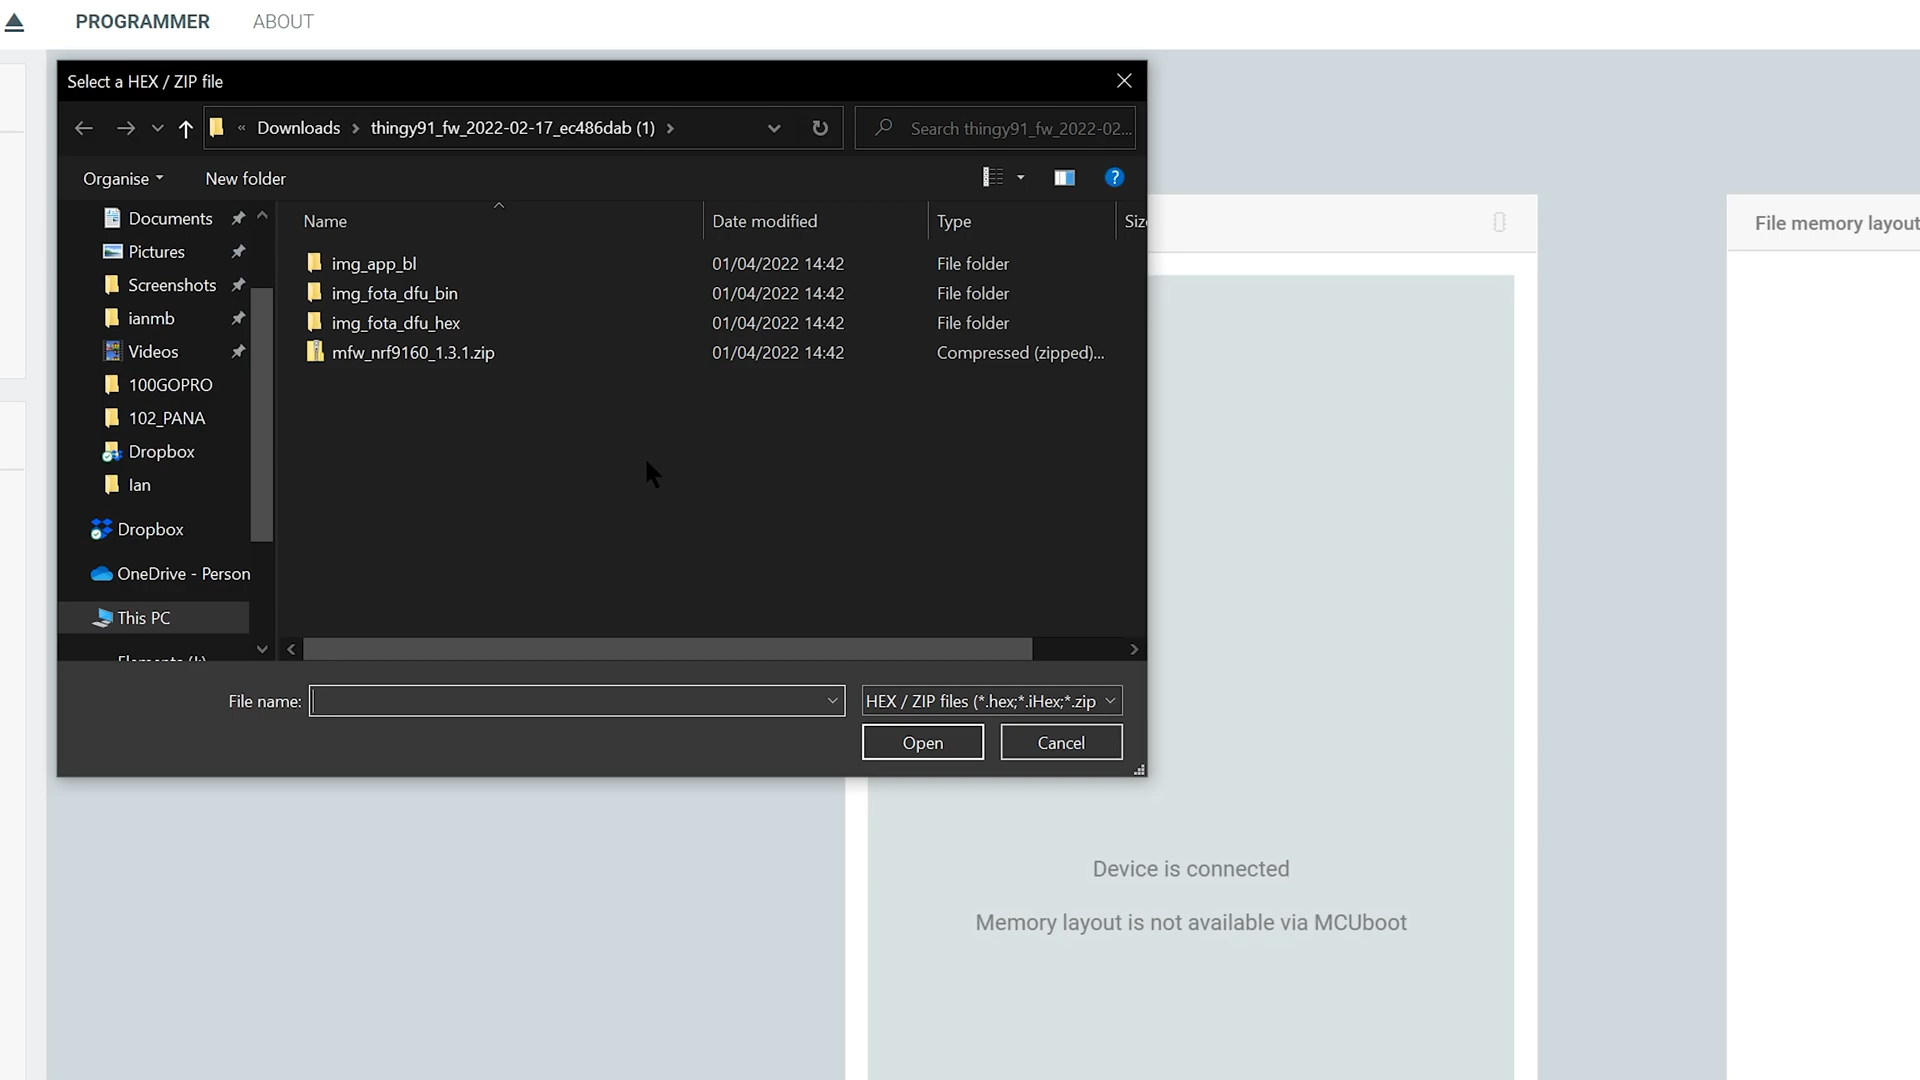 PROGRAMMER ABOUT
Select a HEX / ZIP file
« Downloads > thingy91_fw_2022-02-17_ec486dab (1) >
Search thingy91_fw_2022-02...
Organise New folder
?
Documents
Pictures
Screenshots
ianmb
Videos
100GOPRO
102_PANA
Dropbox
Ian
Dropbox
OneDrive - Person
This PC
Name Date modified Type Siz
img_app_bl 01/04/2022 14:42 File folder
img_fota_dfu_bin 01/04/2022 14:42 File folder
img_fota_dfu_hex 01/04/2022 14:42 File folder
mfw_nrf9160_1.3.1.zip 01/04/2022 14:42 Compressed (zipped)...
File name:
HEX / ZIP files (*.hex;*.iHex;*.zip
Open Cancel
File memory layout
Device is connected
Memory layout is not available via MCUboot